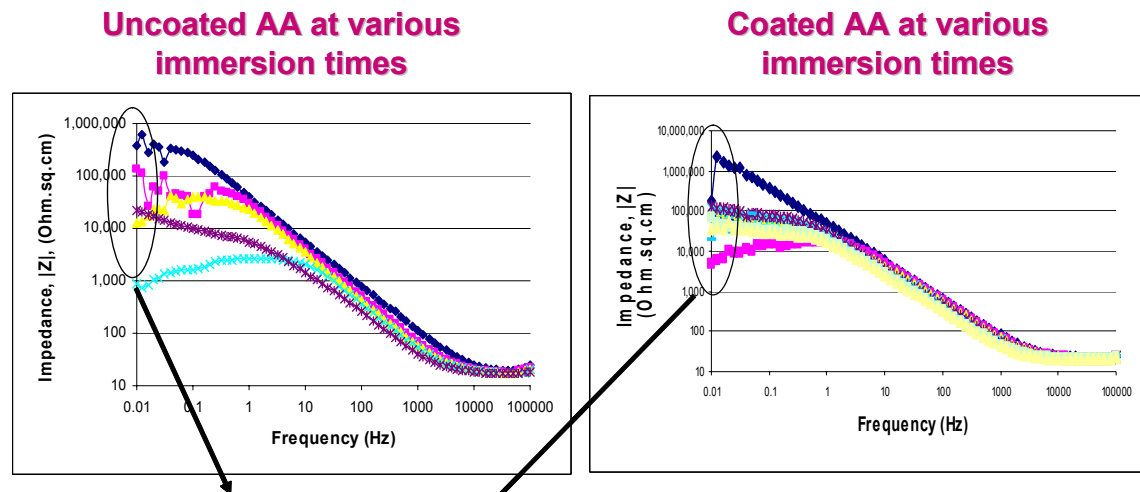 Uncoated AA at various
immersion times
Coated AA at various
immersion times
Impedance, |Z|, (Ohm.sq.cm)
1,000,000
100,000
10,000
1,000
100
10
0.01 0.1 1 10 100 1000 10000 100000
Frequency (Hz)
Impedance, |Z|
(Ohm.sq.cm)
10,000,000
1,000,000
100,000
10,000
1,000
100
10
0.01 0.1 1 10 100 1000 10000 100000
Frequency (Hz)